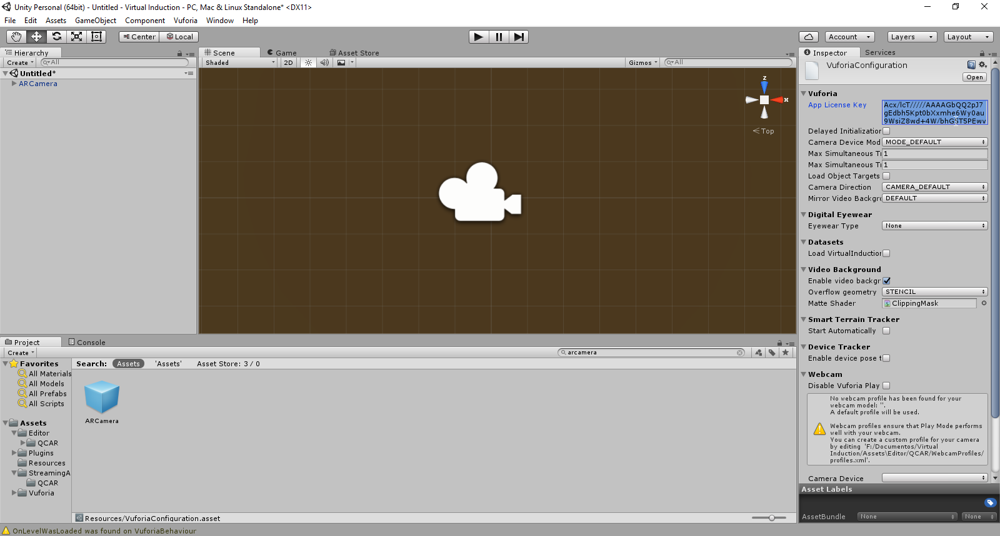 Unity Personal (64bit) - Untitled - Virtual Induction - PC, Mac & Linux Standalone* <DX11>
File Edit Assets GameObject Component Vuforia Window Help
Center Local Account Layers Layout
Hierarchy
Create All
Untitled*
ARCamera
Scene Game Asset Store
Shaded 2D Gizmos All
z
x
Top
Inspector Services
VuforiaConfiguration
Open
Vuforia
App License Key Acx/lcT/////AAAAGbQQ2pJ7
gEdbh5Kpt0bXxmhe6Wy0au
9WsiZ8wd+4W/bhG5T5PEwv
Delayed Initialization
Camera Device Mod MODE_DEFAULT
Max Simultaneous Tr 1
Max Simultaneous Tr 1
Load Object Targets
Camera Direction CAMERA_DEFAULT
Mirror Video Backgro DEFAULT
Digital Eyewear
Eyewear Type None
Datasets
Load VirtualInduction
Video Background
Enable video backgr
Overflow geometry STENCIL
Matte Shader ClippingMask
Smart Terrain Tracker
Start Automatically
Device Tracker
Enable device pose t
Webcam
Disable Vuforia Play
No webcam profile has been found for your
webcam model: ''.
A default profile will be used.
Webcam profiles ensure that Play Mode performs
well with your webcam.
You can create a custom profile for your camera
by editing 'F:/Documentos/Virtual
Induction/Assets\Editor/QCAR/WebcamProfiles/
profiles.xml'.
Camera Device
Asset Labels
AssetBundle None None
Project Console
Create arcamera
Favorites
All Materials
All Models
All Prefabs
All Scripts
Assets
Editor
QCAR
Plugins
Resources
StreamingA
QCAR
Vuforia
Search: Assets 'Assets' Asset Store: 3 / 0
ARCamera
Resources/VuforiaConfiguration.asset
OnLevelWasLoaded was found on VuforiaBehaviour